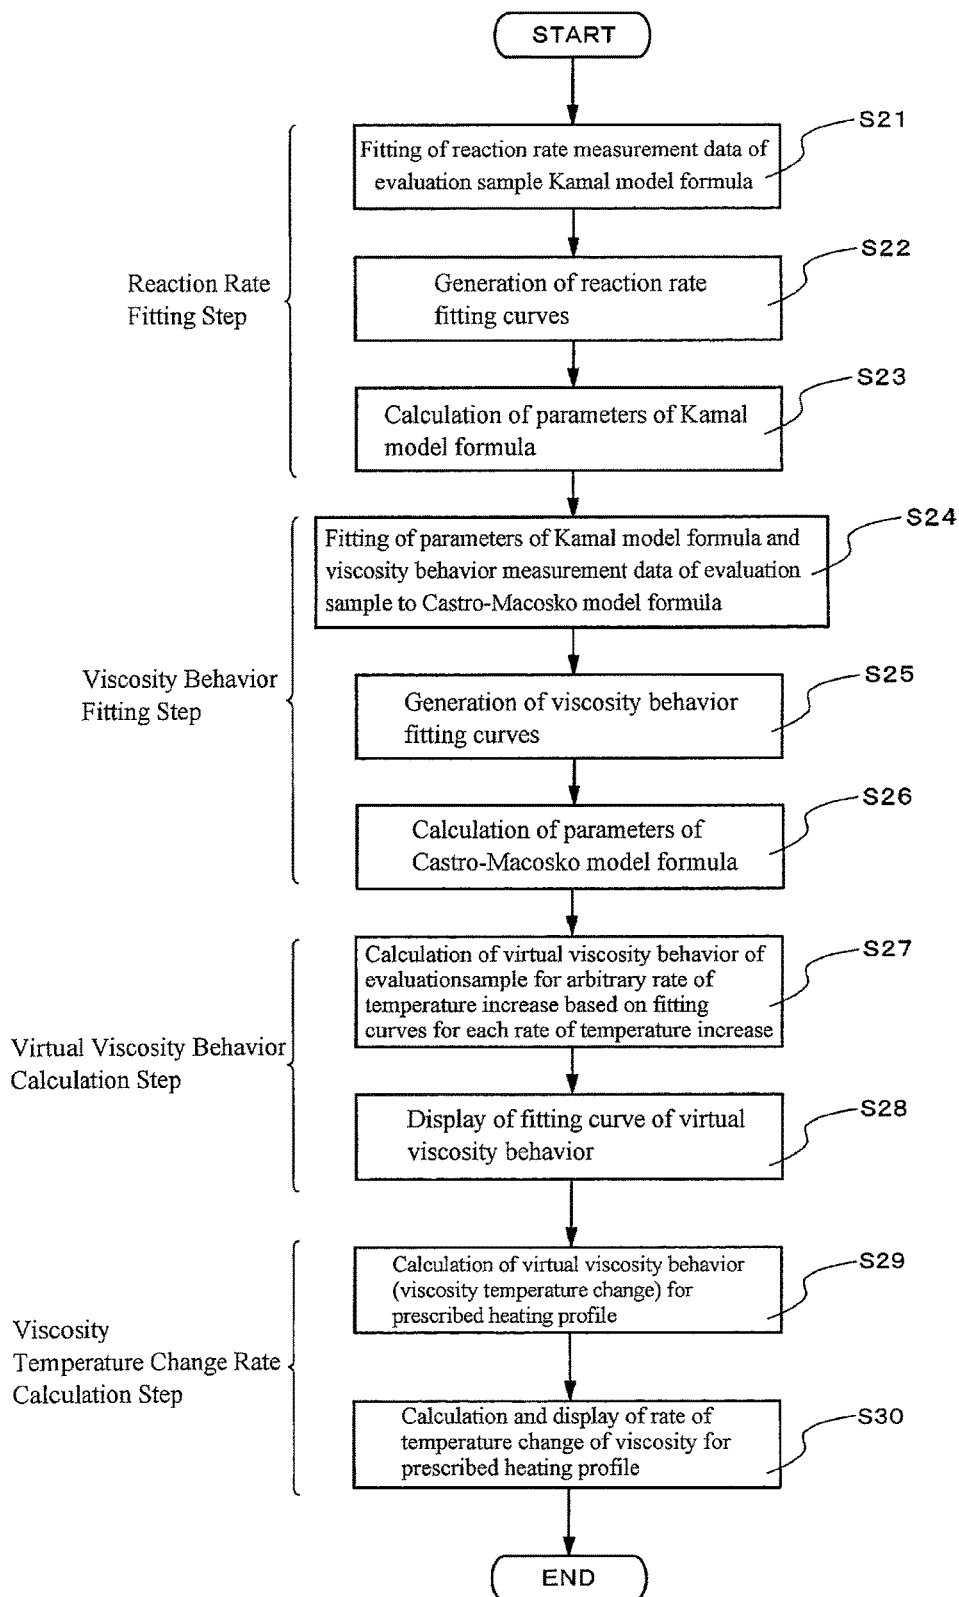 START
S21
Fitting of reaction rate measurement data of
evaluation sample Kamal model formula
S22
Generation of reaction rate
fitting curves
Reaction Rate
Fitting Step
S23
Calculation of parameters of Kamal
model formula
S24
Fitting of parameters of Kamal model formula and
viscosity behavior measurement data of evaluation
sample to Castro-Macosko model formula
S25
Generation of viscosity behavior
fitting curves
Viscosity Behavior
Fitting Step
S26
Calculation of parameters of
Castro-Macosko model formula
S27
Calculation of virtual viscosity behavior of
evaluationsample for arbitrary rate of
temperature increase based on fitting
curves for each rate of temperature increase
Virtual Viscosity Behavior
Calculation Step
S28
Display of fitting curve of virtual
viscosity behavior
S29
Calculation of virtual viscosity behavior
(viscosity temperature change) for
prescribed heating profile
Viscosity
Temperature Change Rate
Calculation Step
S30
Calculation and display of rate of
temperature change of viscosity for
prescribed heating profile
END